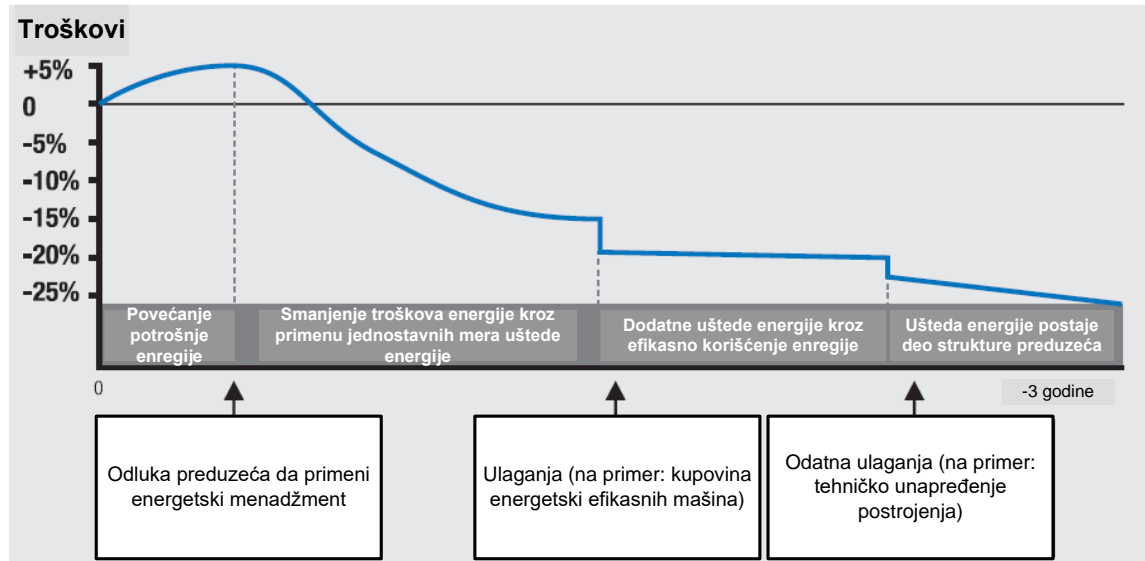 Troškovi
+5%
0
-5%
-10%
-15%
-20%
-25%
Povećanje
potrošnje
enregije
Smanjenje troškova energije kroz
primenu jednostavnih mera uštede
energije
Dodatne uštede energije kroz
efikasno korišćenje enregije
Ušteda energije postaje
deo strukture preduzeća
0
-3 godine
Odluka preduzeća da primeni
energetski menadžment
Ulaganja (na primer: kupovina
energetski efikasnih mašina)
Odatna ulaganja (na primer:
tehničko unapređenje
postrojenja)